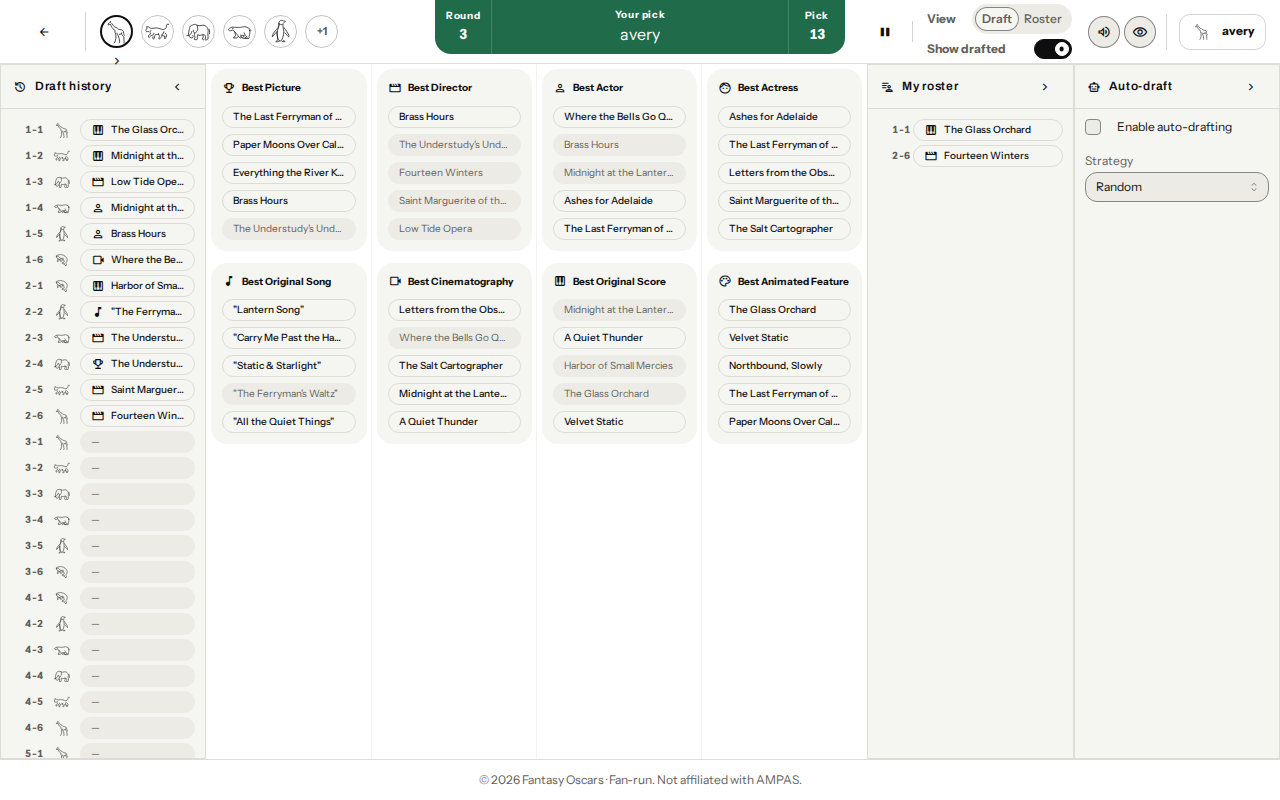 +1
Round
3
Your pick
avery
Pick
13
View
Draft
Roster
Show drafted
avery
Draft history
1-1 The Glass Orc...
1-2 Midnight at th...
1-3 Low Tide Ope...
1-4 Midnight at th...
1-5 Brass Hours
1-6 Where the Be...
2-1 Harbor of Sma...
2-2 "The Ferryma...
2-3 The Understu...
2-4 The Understu...
2-5 Saint Marguer...
2-6 Fourteen Win...
3-1 —
3-2 —
3-3 —
3-4 —
3-5 —
3-6 —
4-1 —
4-2 —
4-3 —
4-4 —
4-5 —
4-6 —
5-1 —
Best Picture
The Last Ferryman of ...
Paper Moons Over Cal...
Everything the River K...
Brass Hours
The Understudy's Und...
Best Director
Brass Hours
The Understudy's Und...
Fourteen Winters
Saint Marguerite of th...
Low Tide Opera
Best Actor
Where the Bells Go Q...
Brass Hours
Midnight at the Lanter...
Ashes for Adelaide
The Last Ferryman of ...
Best Actress
Ashes for Adelaide
The Last Ferryman of ...
Letters from the Obs...
Saint Marguerite of th...
The Salt Cartographer
Best Original Song
"Lantern Song"
"Carry Me Past the Ha...
"Static & Starlight"
"The Ferryman's Waltz"
"All the Quiet Things"
Best Cinematography
Letters from the Obs...
Where the Bells Go Q...
The Salt Cartographer
Midnight at the Lante...
A Quiet Thunder
Best Original Score
Midnight at the Lanter...
A Quiet Thunder
Harbor of Small Mercies
The Glass Orchard
Velvet Static
Best Animated Feature
The Glass Orchard
Velvet Static
Northbound, Slowly
The Last Ferryman of ...
Paper Moons Over Cal...
My roster
1-1 The Glass Orchard
2-6 Fourteen Winters
Auto-draft
Enable auto-drafting
Strategy
Random
© 2026 Fantasy Oscars · Fan-run. Not affiliated with AMPAS.